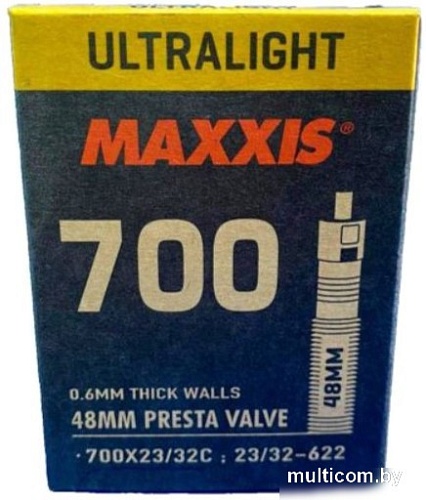 ULTRALIGHT
MAXXIS®
700
48MM
0.6MM THICK WALLS
48MM PRESTA VALVE
· 700X23/32C ; 23/32-622
multicom.by